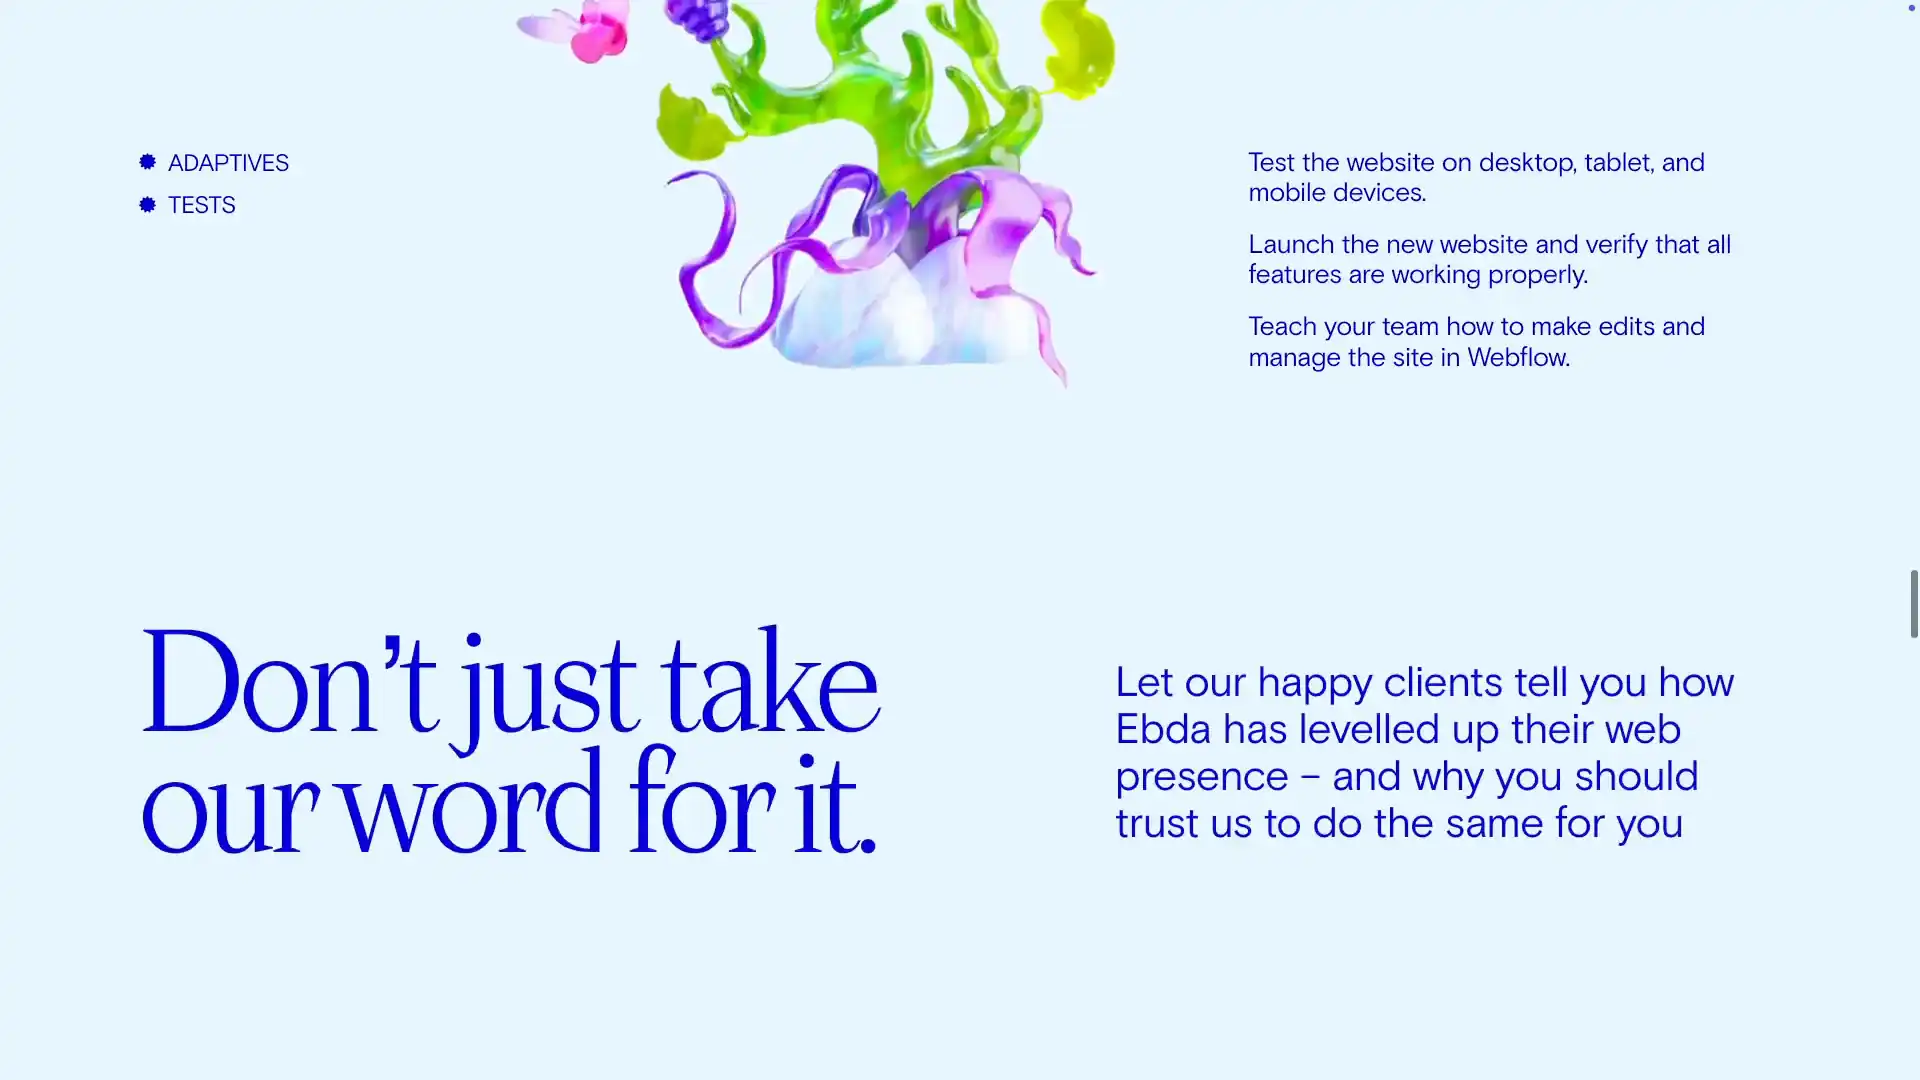 ADAPTIVES
TESTS
Test the website on desktop, tablet, and
mobile devices.
Launch the new website and verify that all
features are working properly.
Teach your team how to make edits and
manage the site in Webflow.
Don’t just take
our word for it.
Let our happy clients tell you how
Ebda has levelled up their web
presence – and why you should
trust us to do the same for you